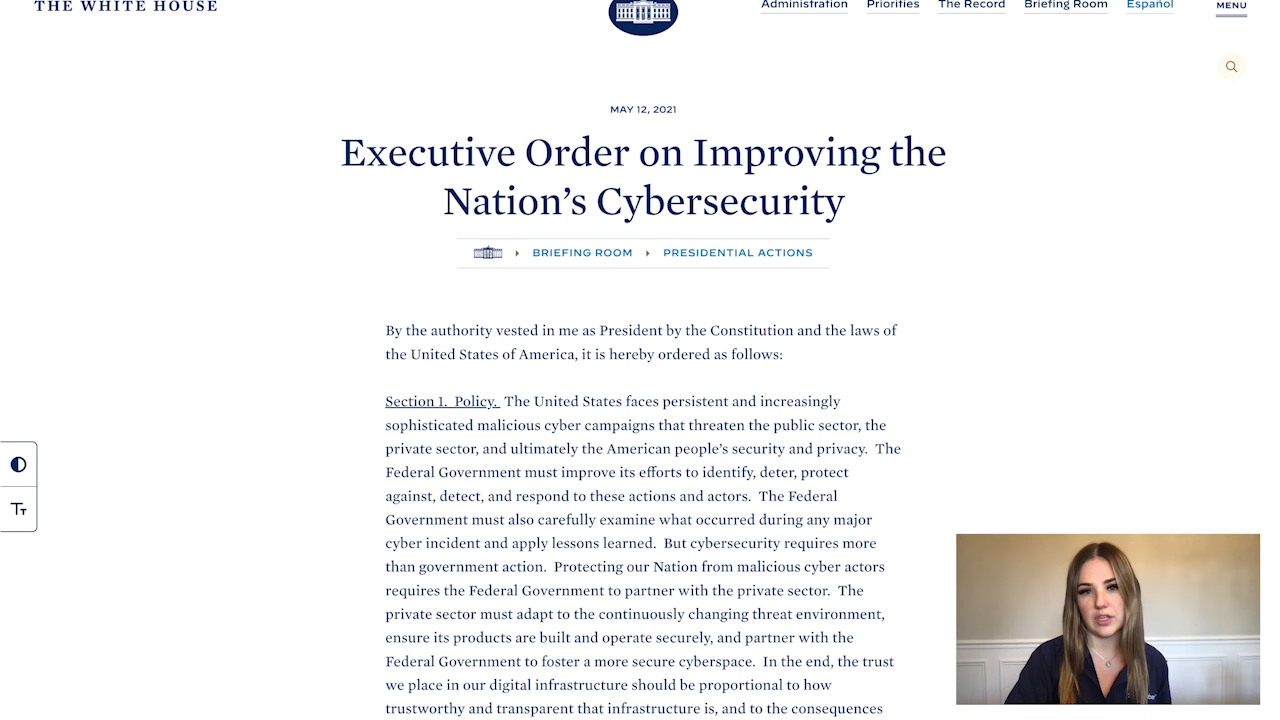 THE WHITE HOUSE
Administration
Priorities
The Record
Briefing Room
Español
MENU
MAY 12, 2021
Executive Order on Improving the
Nation’s Cybersecurity
BRIEFING ROOM
PRESIDENTIAL ACTIONS
By the authority vested in me as President by the Constitution and the laws of
the United States of America, it is hereby ordered as follows:
Section 1.  Policy.  The United States faces persistent and increasingly
sophisticated malicious cyber campaigns that threaten the public sector, the
private sector, and ultimately the American people’s security and privacy.  The
Federal Government must improve its efforts to identify, deter, protect
against, detect, and respond to these actions and actors.  The Federal
Government must also carefully examine what occurred during any major
cyber incident and apply lessons learned.  But cybersecurity requires more
than government action.  Protecting our Nation from malicious cyber actors
requires the Federal Government to partner with the private sector.  The
private sector must adapt to the continuously changing threat environment,
ensure its products are built and operate securely, and partner with the
Federal Government to foster a more secure cyberspace.  In the end, the trust
we place in our digital infrastructure should be proportional to how
trustworthy and transparent that infrastructure is, and to the consequences
Tт